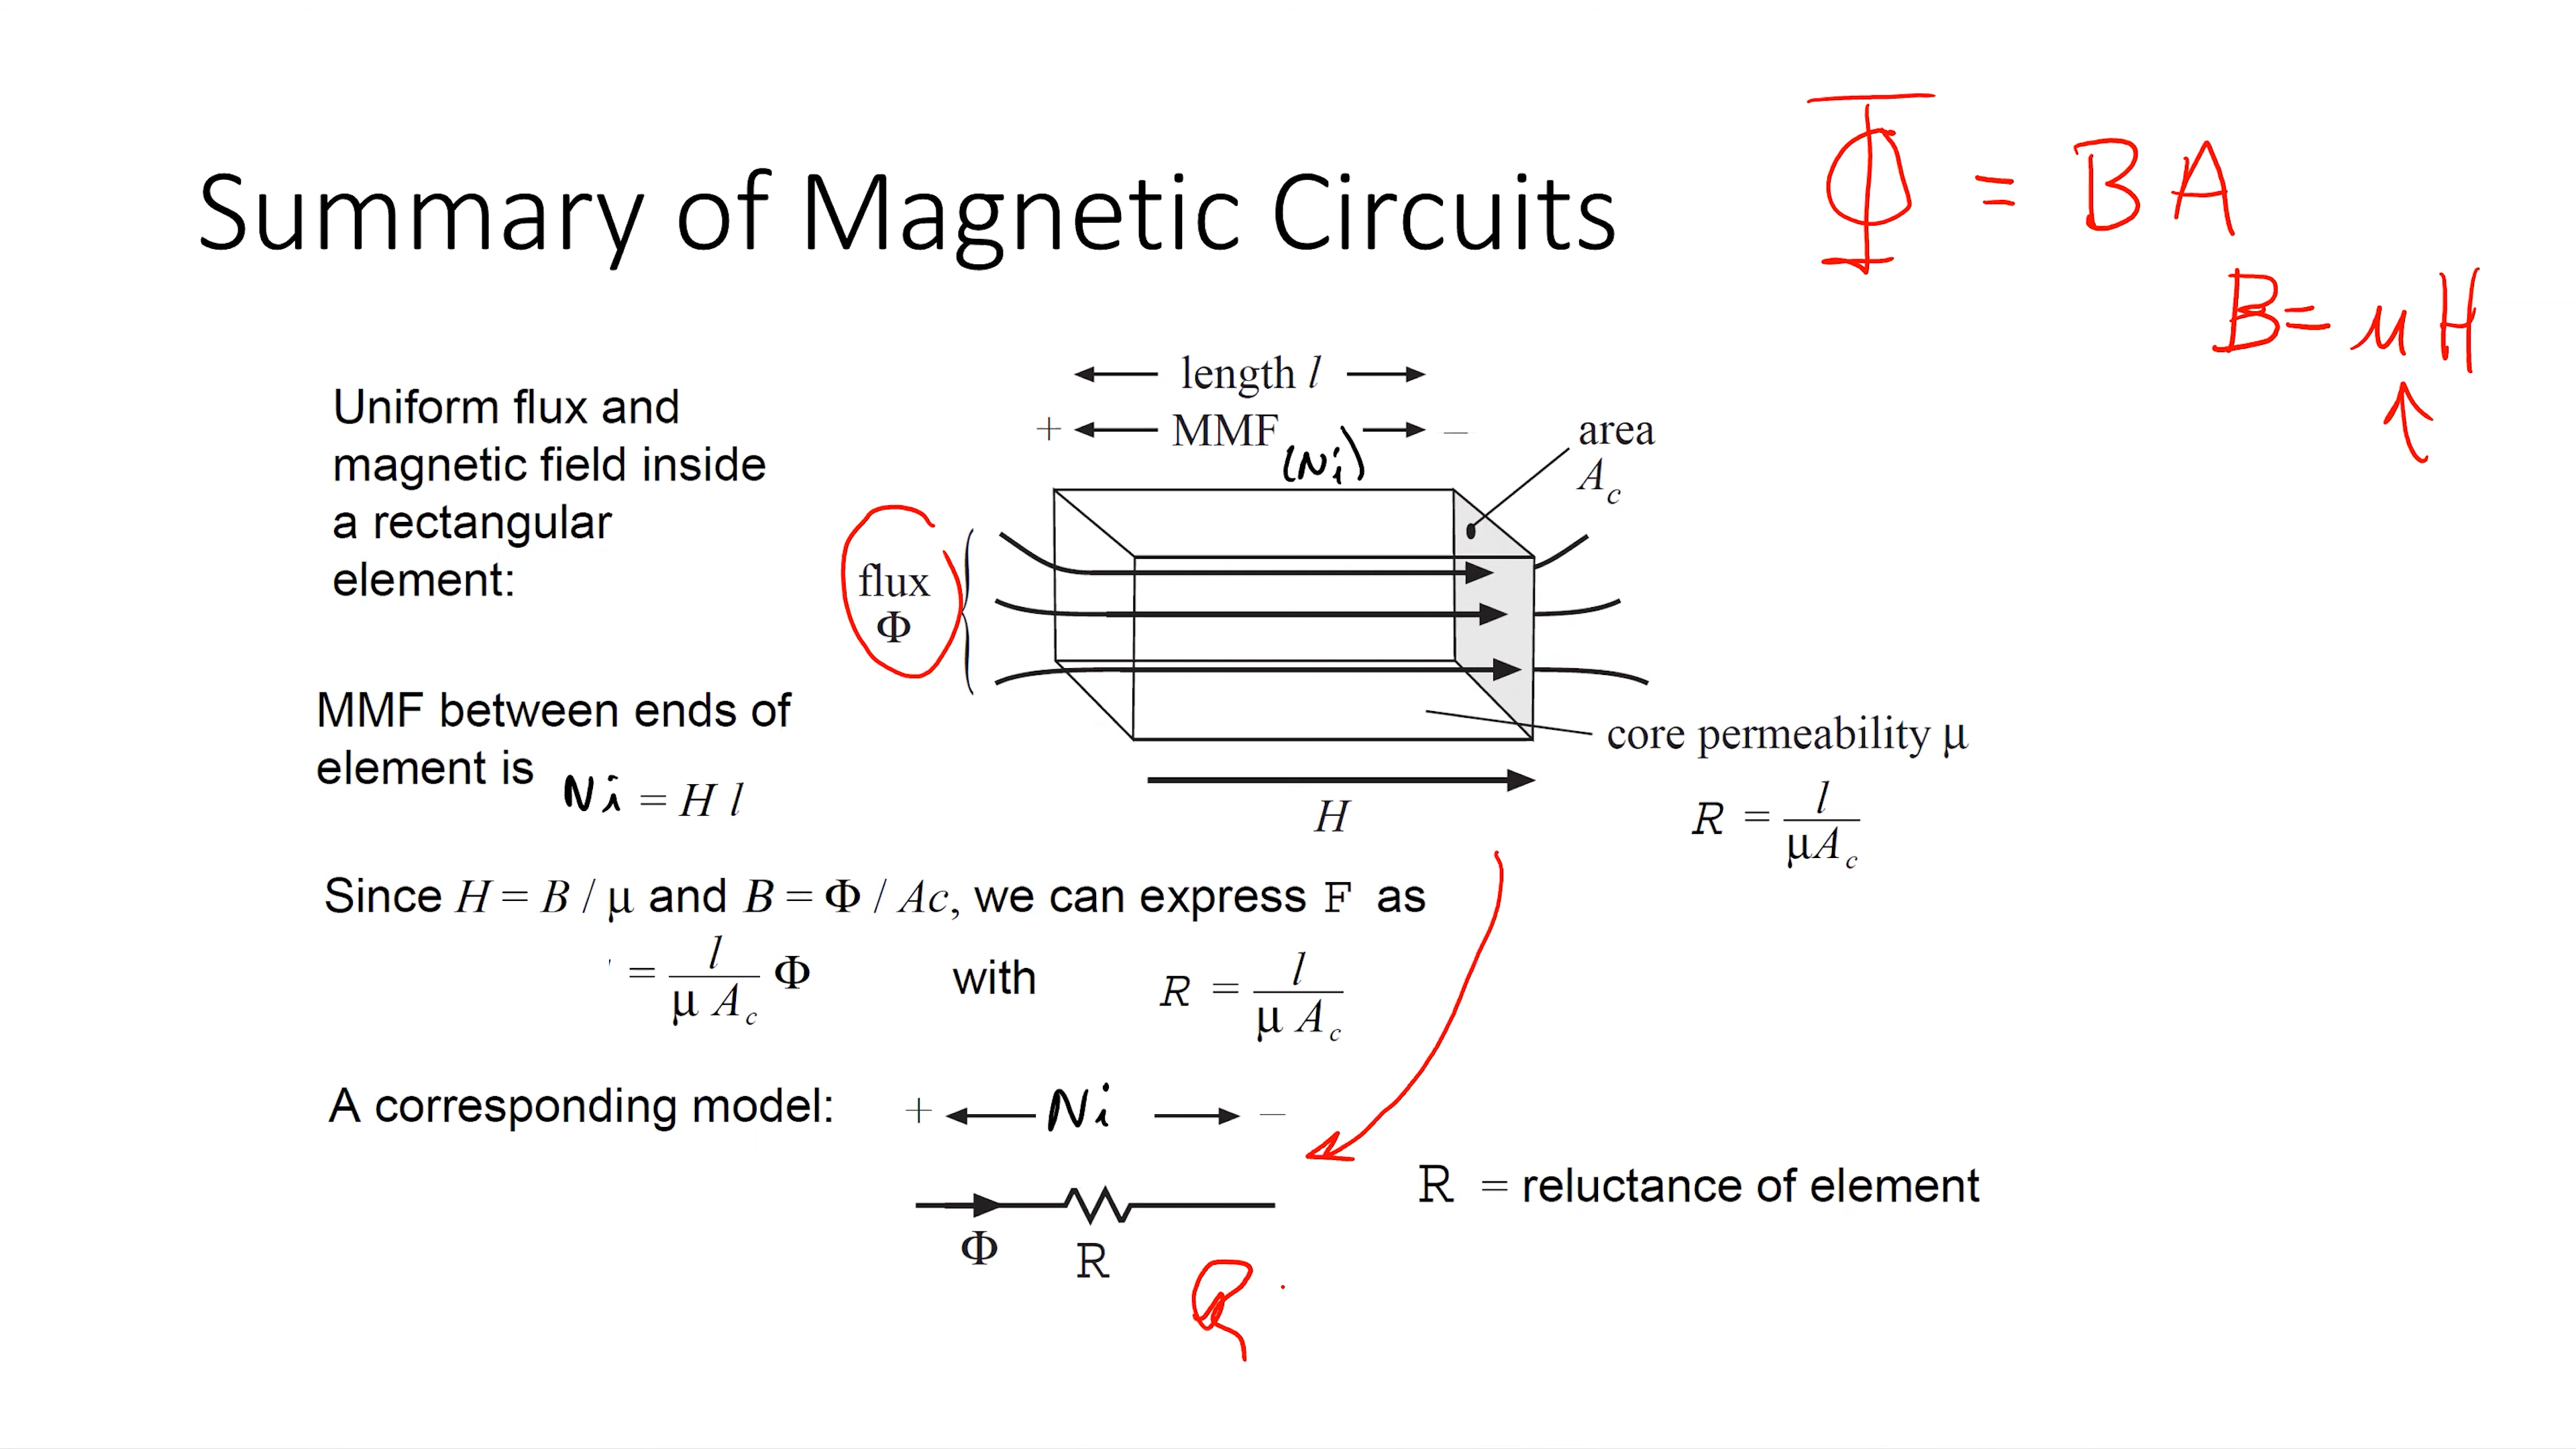 Summary of Magnetic Circuits
Φ = B A
B = μ H
↑
Uniform flux and
magnetic field inside
a rectangular
element:
length l
+ MMF −
(Ni)
area
A_c
flux
Φ
core permeability μ
H
R = l / μA_c
MMF between ends of
element is
Ni = H l
Since H = B / μ and B = Φ / Ac, we can express F as
= l / μ A_c Φ with R = l / μ A_c
A corresponding model:
+ Ni −
Φ R
R = reluctance of element
R